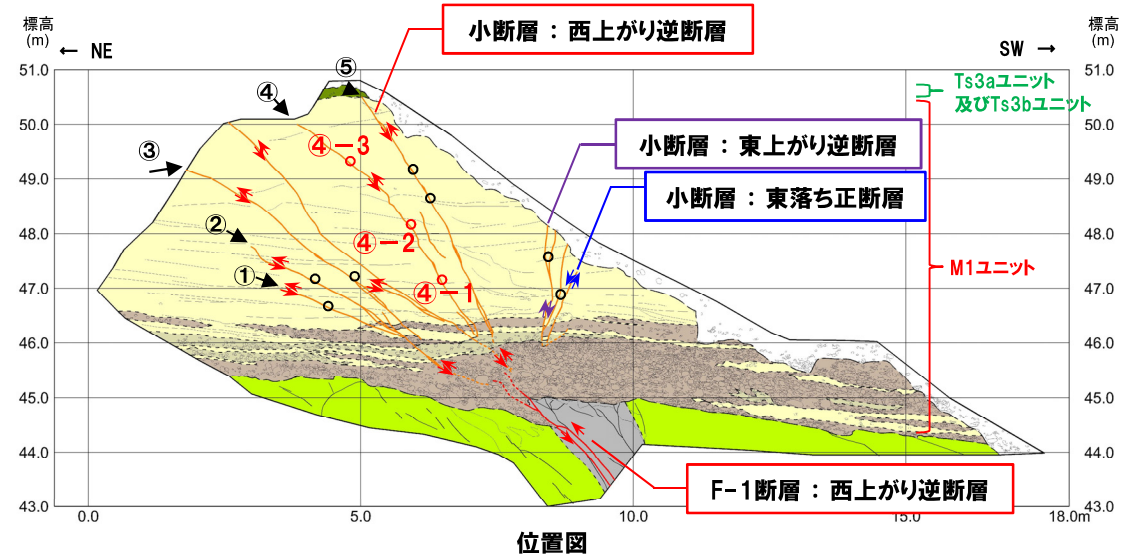 標高
(m)
← NE
小断層 : 西上がり逆断層
SW →
標高
(m)
51.0
50.0
49.0
48.0
47.0
46.0
45.0
44.0
43.0
⑤
④
③
②
①
④-3
④-2
④-1
小断層 : 東上がり逆断層
小断層 : 東落ち正断層
F-1断層 : 西上がり逆断層
51.0
50.0
49.0
48.0
47.0
46.0
45.0
44.0
43.0
Ts3aユニット
及びTs3bユニット
M1ユニット
0.0
5.0
10.0
15.0
18.0m
位置図